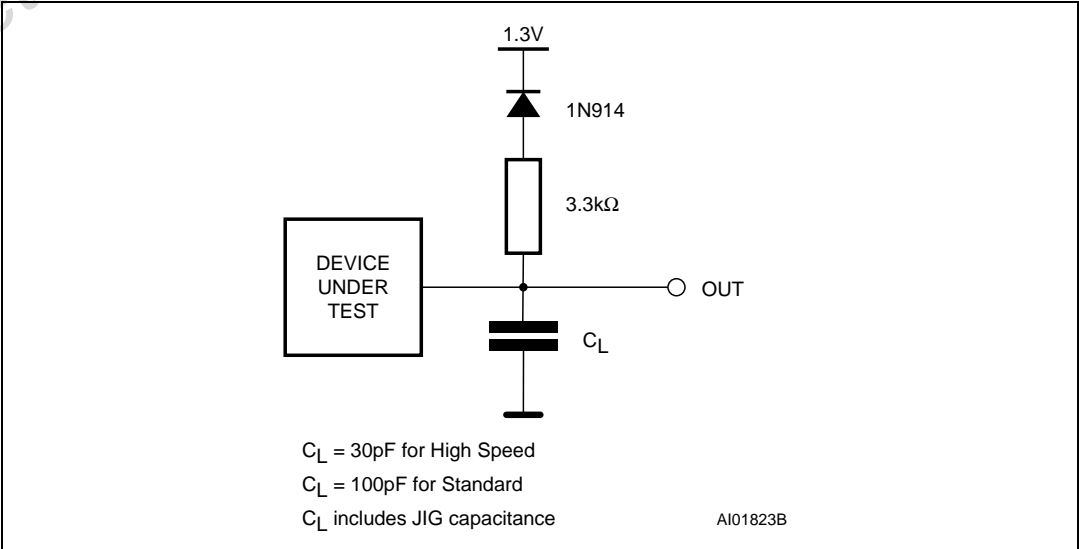 1.3V
1N914
3.3kΩ
DEVICE
UNDER
TEST
OUT
CL
CL = 30pF for High Speed
CL = 100pF for Standard
CL includes JIG capacitance
AI01823B